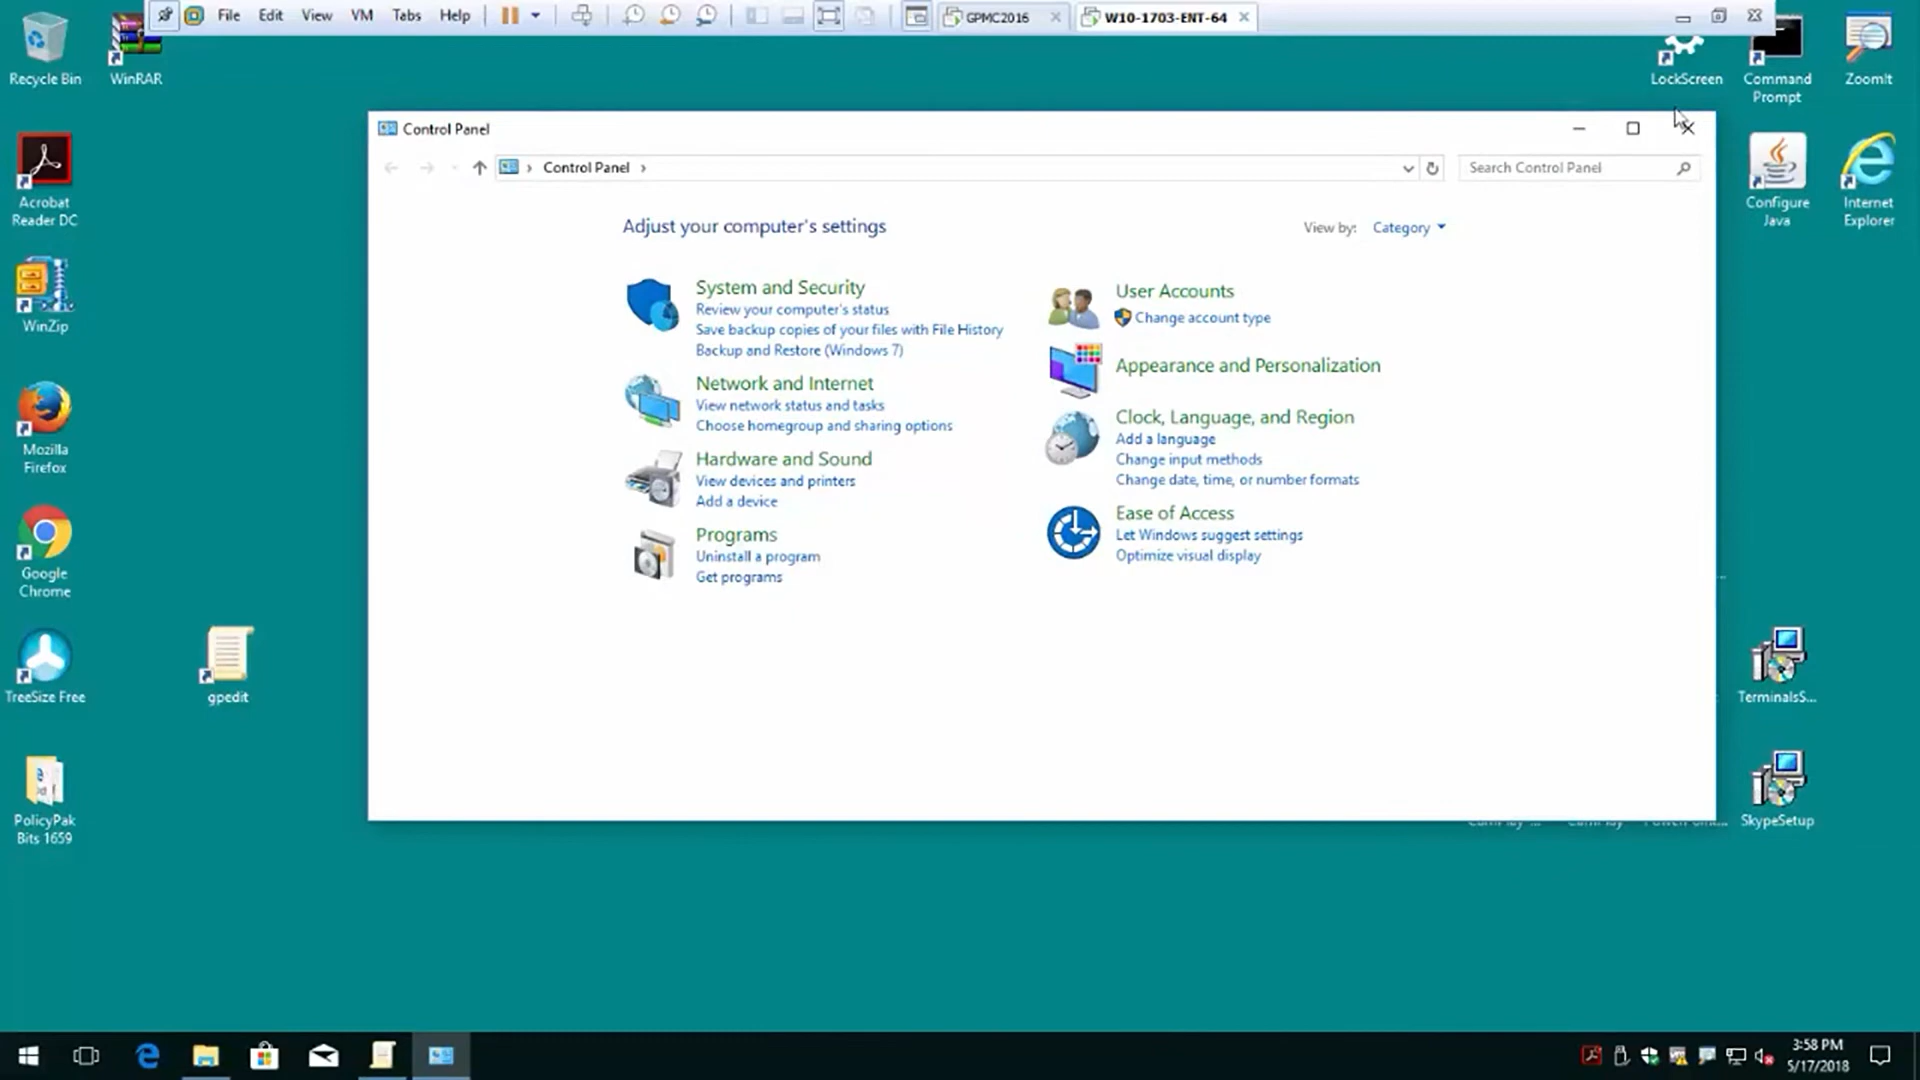 File Edit View VM Tabs Help GPMC2016 W10-1703-ENT-64
Recycle Bin
WinRAR
LockScreen
Command
Prompt
ZoomIt
Control Panel
Control Panel
Search Control Panel
Acrobat
Reader DC
Configure
Java
Internet
Explorer
Adjust your computer's settings
View by: Category
System and Security
Review your computer's status
Save backup copies of your files with File History
Backup and Restore (Windows 7)
Network and Internet
View network status and tasks
Choose homegroup and sharing options
Hardware and Sound
View devices and printers
Add a device
Programs
Uninstall a program
Get programs
User Accounts
Change account type
Appearance and Personalization
Clock, Language, and Region
Add a language
Change input methods
Change date, time, or number formats
Ease of Access
Let Windows suggest settings
Optimize visual display
WinZip
Mozilla
Firefox
Google
Chrome
TreeSize Free
gpedit
TerminalsS...
PolicyPak
Bits 1659
SkypeSetup
3:58 PM
5/17/2018